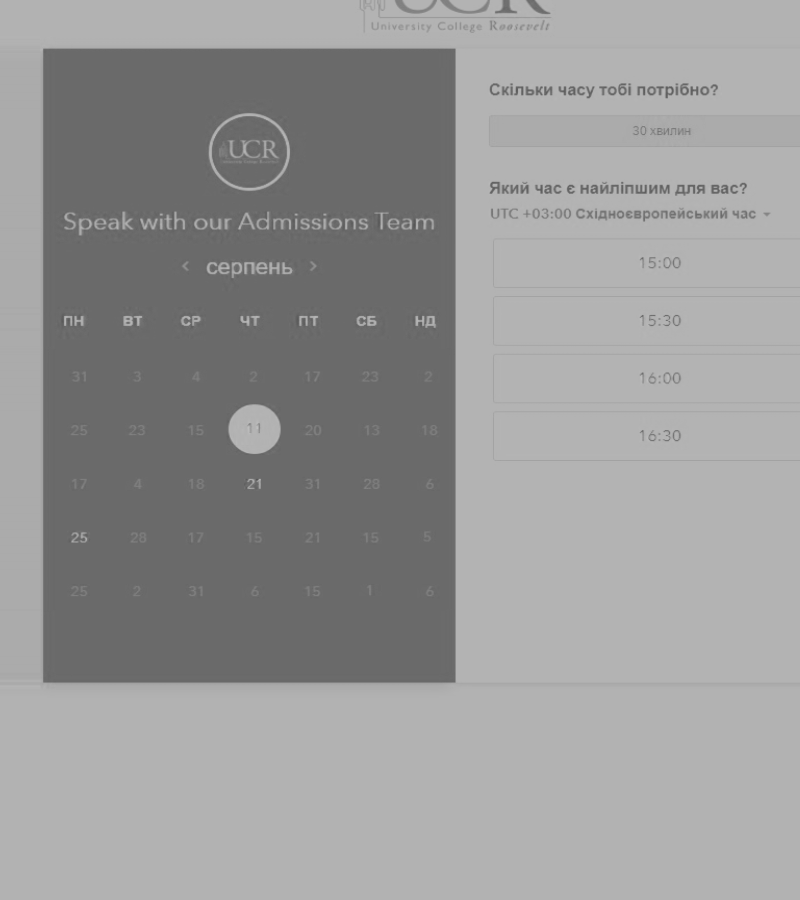 UCR
University College Roosevelt
UCR
Speak with our Admissions Team
серпень
ПН ВТ СР ЧТ ПТ СБ НД
31 3 4 2 17 23 2
25 23 15 11 20 13 18
17 4 18 21 31 28 6
25 28 17 15 21 15 5
25 2 31 6 15 1 6
Скільки часу тобі потрібно?
30 хвилин
Який час є найліпшим для вас?
UTC +03:00 Східноєвропейський час
15:00
15:30
16:00
16:30